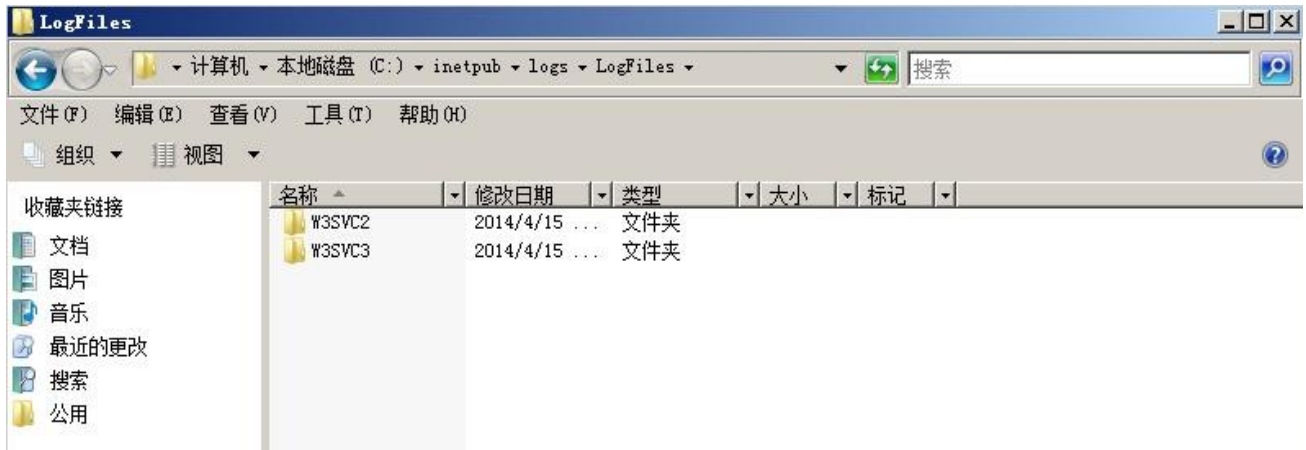 LogFiles
计算机 本地磁盘 (C:) inetpub logs LogFiles 搜索
文件(F) 编辑(E) 查看(V) 工具(T) 帮助(H)
组织 视图
收藏夹链接
文档
图片
音乐
最近的更改
搜索
公用
名称 修改日期 类型 大小 标记
W3SVC2 2014/4/15 ... 文件夹
W3SVC3 2014/4/15 ... 文件夹